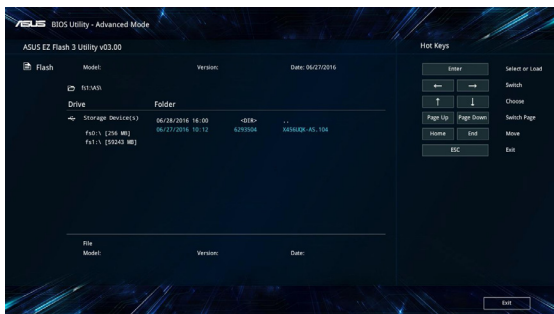 ASUS BIOS Utility - Advanced Mode
ASUS EZ Flash 3 Utility v03.00
Flash
Model: Version: Date: 06/27/2016
fs1:\AS\
Drive Folder
Storage Device(s)
fs0:\ [256 MB]
fs1:\ [59243 MB]
06/28/2016 16:00 <DIR> ..
06/27/2016 10:12 6293504 X456UQK-AS.104
File
Model: Version: Date:
Hot Keys
Enter Select or Load
← → Switch
↑ ↓ Choose
Page Up Page Down Switch Page
Home End Move
ESC Exit
Exit